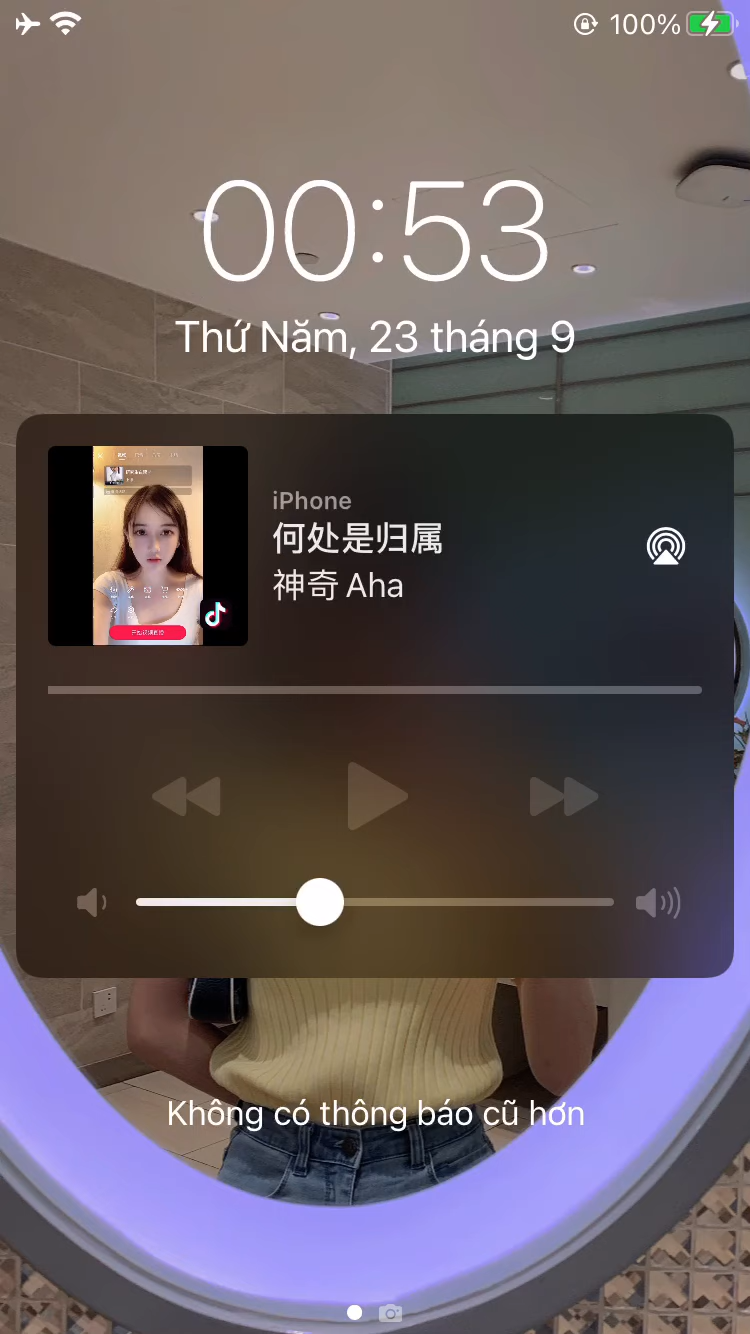 100%
00:53
Thứ Năm, 23 tháng 9
iPhone
何处是归属
神奇 Aha
Không có thông báo cũ hơn